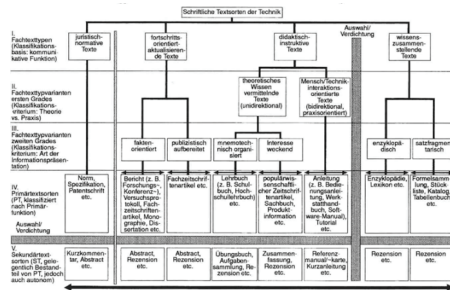 Schriftliche Textsorten der Technik
Auswahl/
Verdichtung
I.
Fachtexttypen
(Klassifikations-
basis: kommuni-
kative Funktion)
juristisch-
normative
Texte
fortschritts-
orientiert-
aktualisieren-
de Texte
didaktisch-
instruktive
Texte
wissens-
zusammen-
stellende
Texte
II.
Fachtexttypvarianten
ersten Grades
(Klassifikations-
kriterium: Theorie
vs. Praxis)
theoretisches
Wissen
vermittelnde
Texte
(unidirektional)
Mensch/Technik-
interaktions-
orientierte
Texte
(bidirektional,
praxisorientiert)
III.
Fachtexttypvarianten
zweiten Grades
(Klassifikations-
kriterium: Art der
Informationspräsen-
tation)
fakten-
orientiert
publizistisch
aufbereitet
mnemotech-
nisch organi-
siert
Interesse
weckend
enzyklopä-
disch
satzfragmen-
tarisch
IV.
Primärtextsorten
(PT, klassifiziert
nach Primär-
funktion)
Auswahl/
Verdichtung
Norm,
Spezifikation,
Patentschrift
Bericht (z. B.
Forschungs-,
Konferenz-),
Versuchspro-
tokoll, Fach-
zeitschriften-
artikel, Mono-
graphie, Dis-
sertation etc.
Fachzeitschrif-
tenartikel etc.
Lehrbuch
(z. B. Schul-
buch, Hoch-
schullehrbuch)
etc.
populärwis-
senschaftli-
cher Zeitschrif-
tenartikel,
Sachbuch,
Produkt
information
etc.
Anleitung
(z. B. Bedie-
nungsanlei-
tung, Werk-
statthand-
buch, Soft-
ware-Manual),
Tutorial etc.
Enzyklopädie,
Lexikon etc.
Formelsamm-
lung, Stück-
liste, Katalog,
Tabellenbuch
etc.
V.
Sekundärtext-
sorten (ST, gele-
gentlich Bestand-
teil von PT, jedoch
auch autonom)
Kurzkommen-
tar, Abstract
etc.
Abstract,
Rezension
etc.
Abstract,
Rezension
etc.
Übungsbuch,
Aufgaben-
sammlung, Re-
zension etc.
Zusammen-
fassung,
Rezension
etc.
Referenz-
manual/-karte,
Kurzanleitung
etc.
Rezension
etc.
Rezension
etc.